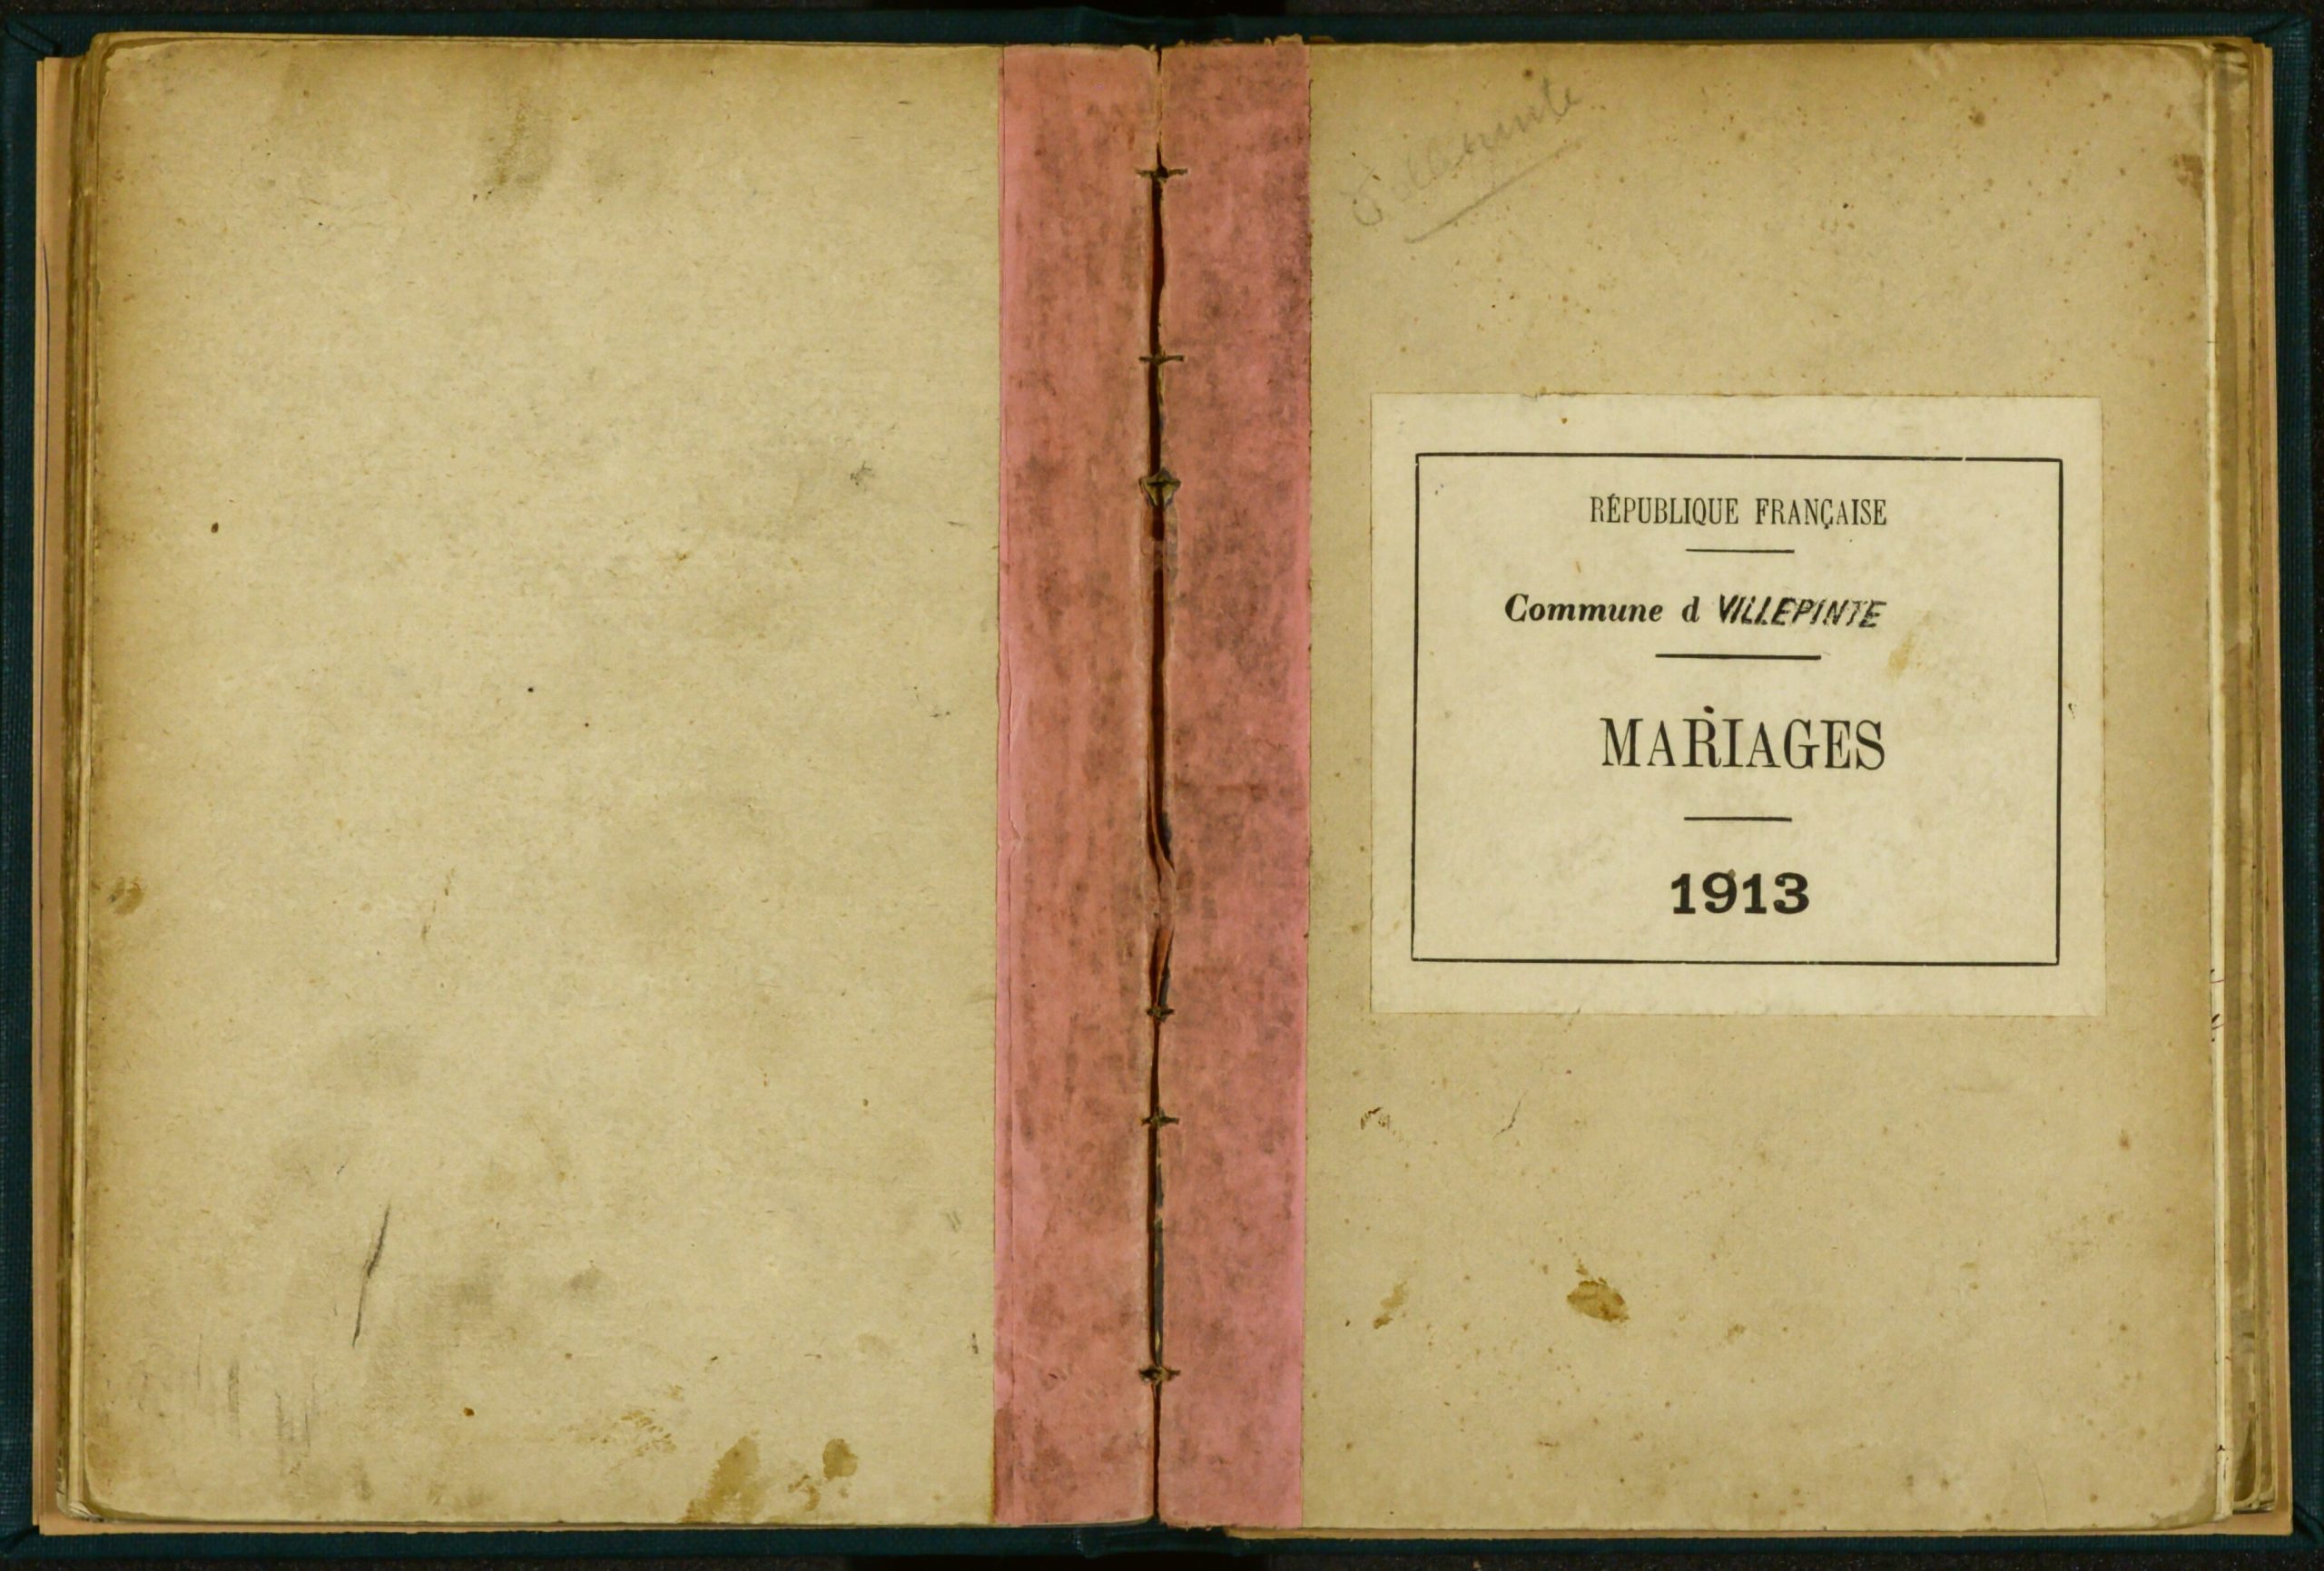 Villepinte
RÉPUBLIQUE FRANÇAISE
Commune d VILLEPINTE
MARIAGES
1913